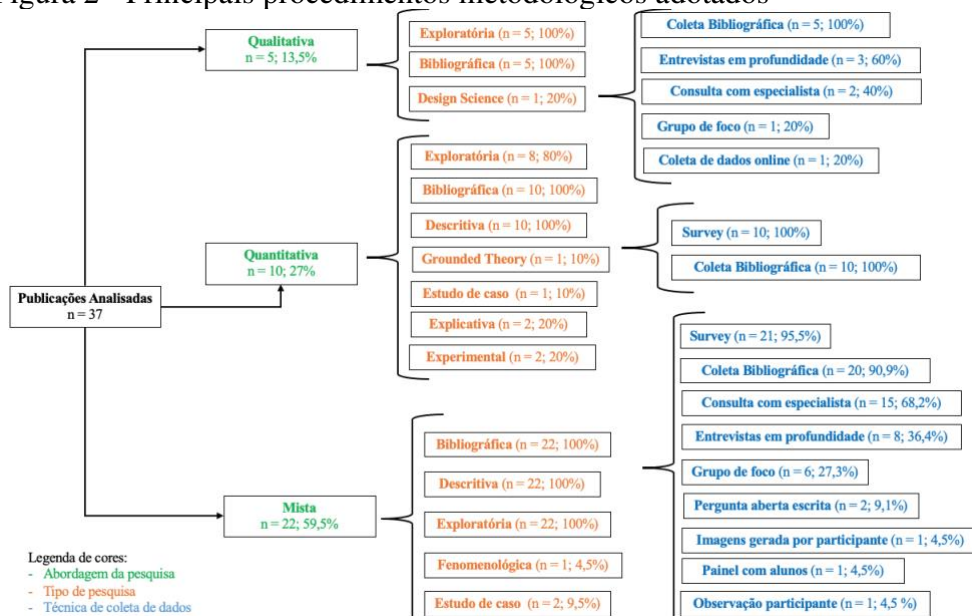 Figura 2 - Principais procedimentos metodológicos adotados
Publicações Analisadas
n = 37
Qualitativa
n = 5; 13,5%
Exploratória (n = 5; 100%)
Bibliográfica (n = 5; 100%)
Design Science (n = 1; 20%)
Coleta Bibliográfica (n = 5; 100%)
Entrevistas em profundidade (n = 3; 60%)
Consulta com especialista (n = 2; 40%)
Grupo de foco (n = 1; 20%)
Coleta de dados online (n = 1; 20%)
Quantitativa
n = 10; 27%
Exploratória (n = 8; 80%)
Bibliográfica (n = 10; 100%)
Descritiva (n = 10; 100%)
Grounded Theory (n = 1; 10%)
Estudo de caso (n = 1; 10%)
Explicativa (n = 2; 20%)
Experimental (n = 2; 20%)
Survey (n = 10; 100%)
Coleta Bibliográfica (n = 10; 100%)
Mista
n = 22; 59,5%
Bibliográfica (n = 22; 100%)
Descritiva (n = 22; 100%)
Exploratória (n = 22; 100%)
Fenomenológica (n = 1; 4,5%)
Estudo de caso (n = 2; 9,5%)
Survey (n = 21; 95,5%)
Coleta Bibliográfica (n = 20; 90,9%)
Consulta com especialista (n = 15; 68,2%)
Entrevistas em profundidade (n = 8; 36,4%)
Grupo de foco (n = 6; 27,3%)
Pergunta aberta escrita (n = 2; 9,1%)
Imagens gerada por participante (n = 1; 4,5%)
Painel com alunos (n = 1; 4,5%)
Observação participante (n = 1; 4,5 %)
Legenda de cores:
- Abordagem da pesquisa
- Tipo de pesquisa
- Técnica de coleta de dados